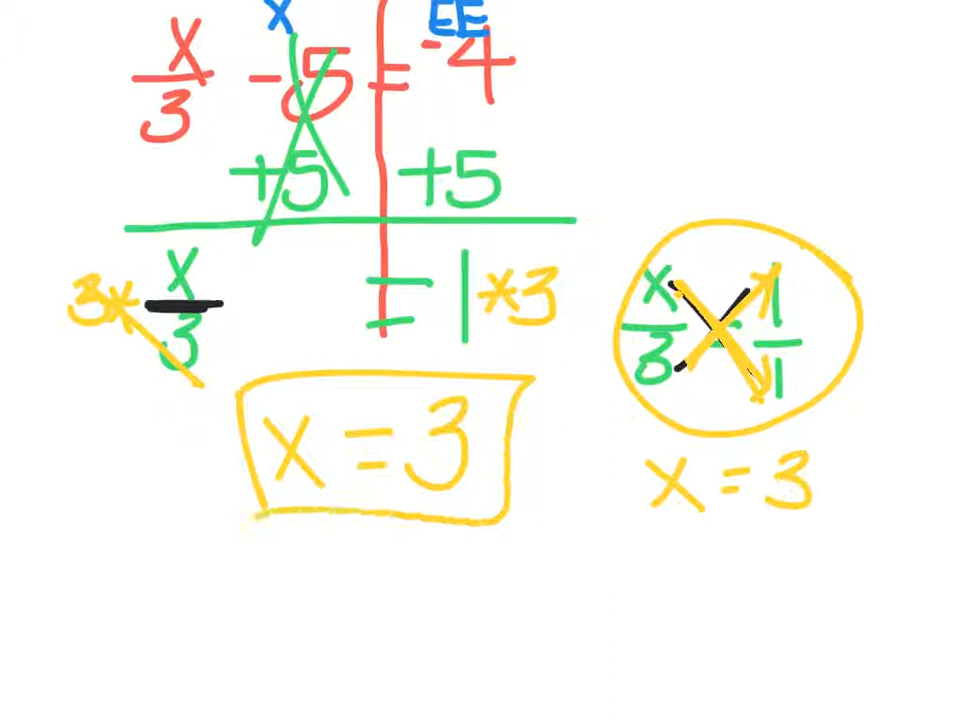 x EE
x/3 - 5 = -4
+5 +5
3* x/3 = 1 *3
x/3 = 1/1
x = 3
x = 3